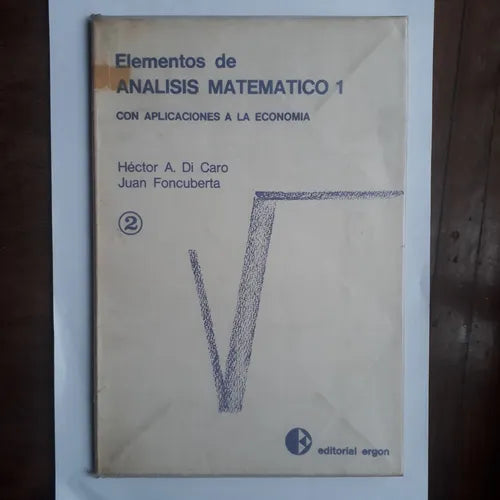 Elementos de
ANALISIS MATEMATICO 1
CON APLICACIONES A LA ECONOMIA
Héctor A. Di Caro
Juan Foncuberta
2
editorial ergon